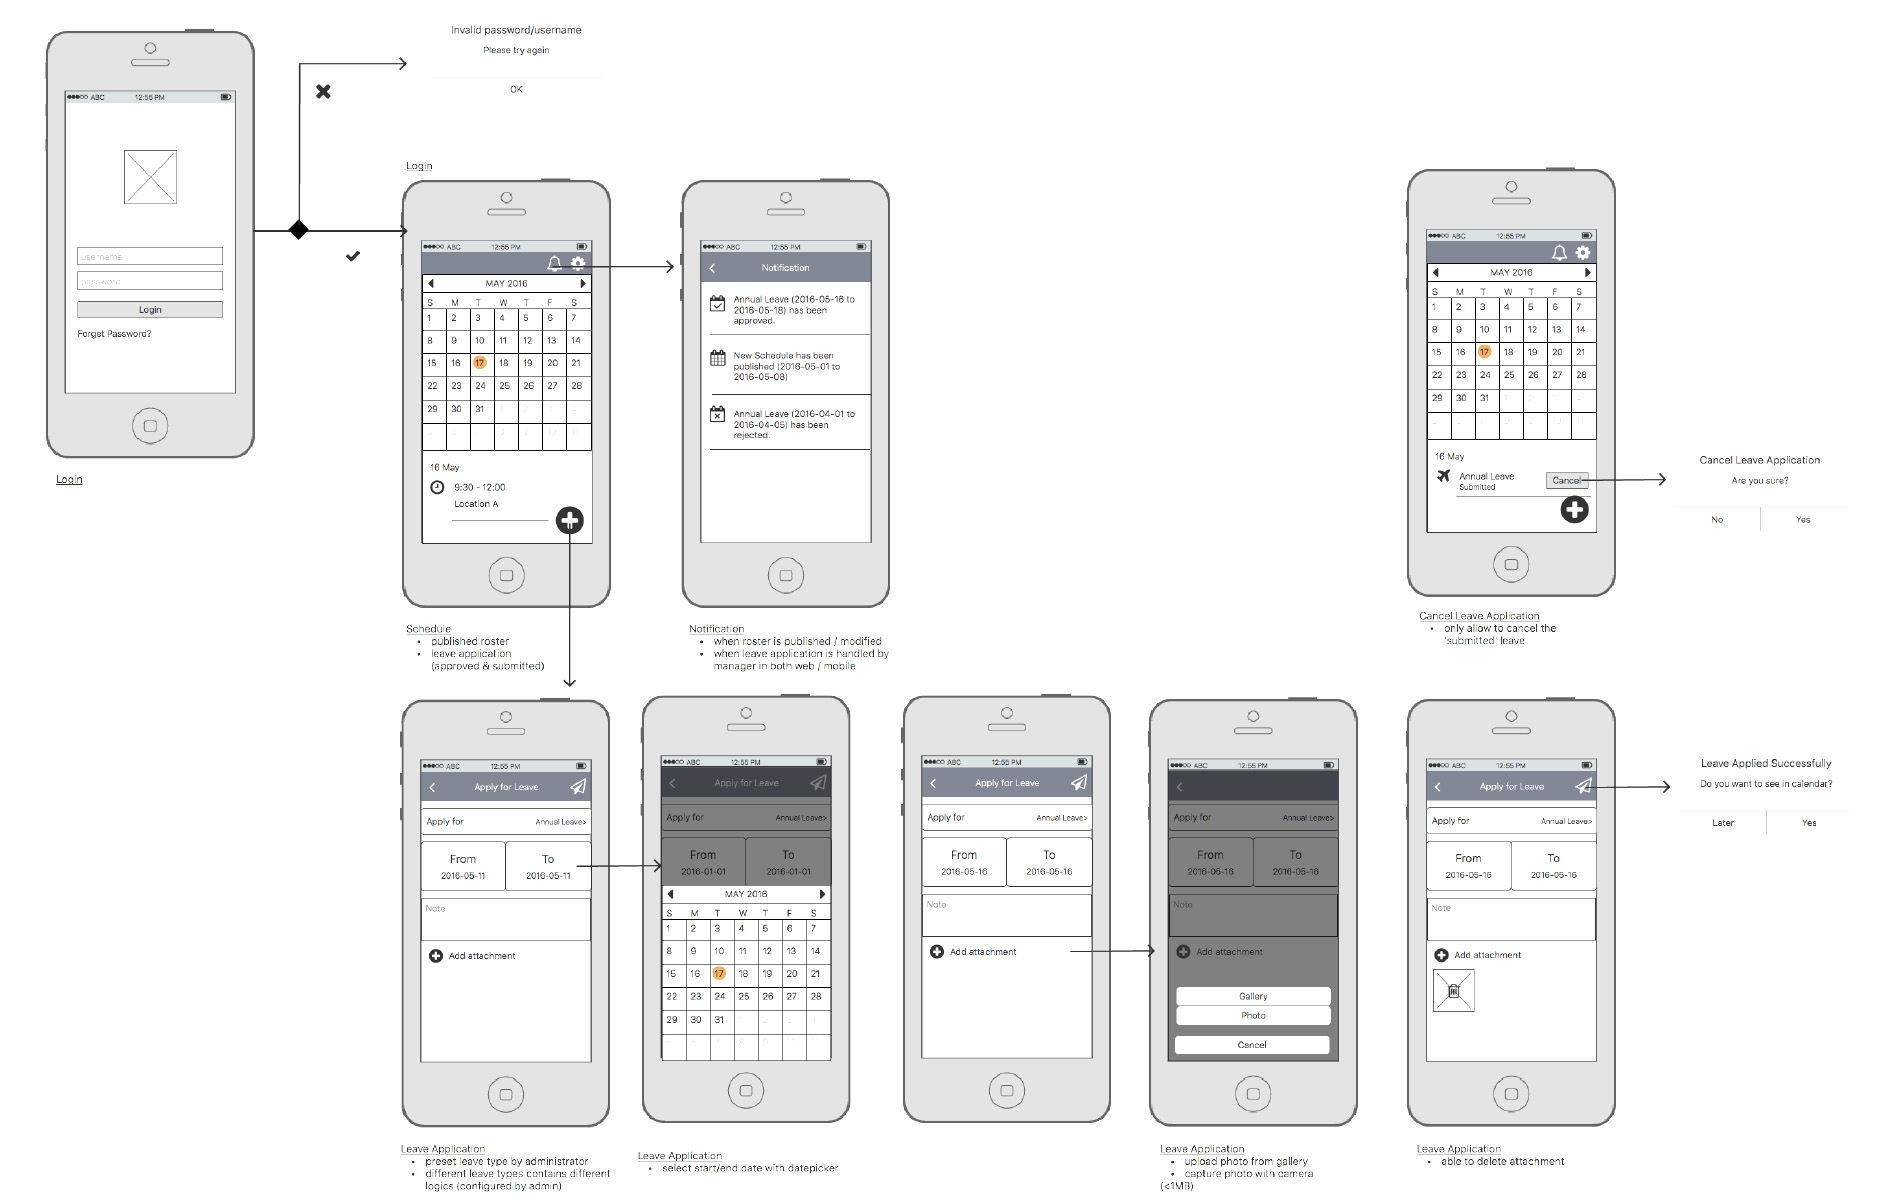 Invalid password/username
Please try again
OK
ABC 12:55 PM
username
password
Login
Forget Password?
Login
Login
ABC 12:55 PM
MAY 2016
S M T W T F S
1 2 3 4 5 6 7
8 9 10 11 12 13 14
15 16 17 18 19 20 21
22 23 24 25 26 27 28
29 30 31
16 May
9:30 - 12:00
Location A
Schedule
• published roster
• leave application
(approved & submitted)
ABC 12:55 PM
Notification
Annual Leave (2016-05-16 to
2016-05-18) has been
approved.
New Schedule has been
published (2016-05-01 to
2016-05-08)
Annual Leave (2016-04-01 to
2016-04-05) has been
rejected.
Notification
• when roster is published / modified
• when leave application is handled by
manager in both web / mobile
ABC 12:55 PM
MAY 2016
S M T W T F S
1 2 3 4 5 6 7
8 9 10 11 12 13 14
15 16 17 18 19 20 21
22 23 24 25 26 27 28
29 30 31
16 May
Annual Leave
Submitted
Cancel
Cancel Leave Application
Are you sure?
No Yes
Cancel Leave Application
• only allow to cancel the
'submitted' leave
ABC 12:55 PM
Apply for Leave
Apply for Annual Leave>
From To
2016-05-11 2016-05-11
Note
Add attachment
Leave Application
• preset leave type by administrator
• different leave types contains different
logics (configured by admin)
ABC 12:55 PM
Apply for Leave
Apply for Annual Leave>
From To
2016-01-01 2016-01-01
MAY 2016
S M T W T F S
1 2 3 4 5 6 7
8 9 10 11 12 13 14
15 16 17 18 19 20 21
22 23 24 25 26 27 28
29 30 31
Leave Application
• select start/end date with datepicker
ABC 12:55 PM
Apply for Leave
Apply for Annual Leave>
From To
2016-05-16 2016-05-16
Note
Add attachment
ABC 12:55 PM
Apply for Annual Leave>
From To
2016-05-16 2016-05-16
Note
Add attachment
Gallery
Photo
Cancel
Leave Application
• upload photo from gallery
• capture photo with camera
(<1MB)
ABC 12:55 PM
Apply for Leave
Apply for Annual Leave>
From To
2016-05-16 2016-05-16
Note
Add attachment
Leave Application
• able to delete attachment
Leave Applied Successfully
Do you want to see in calendar?
Later Yes